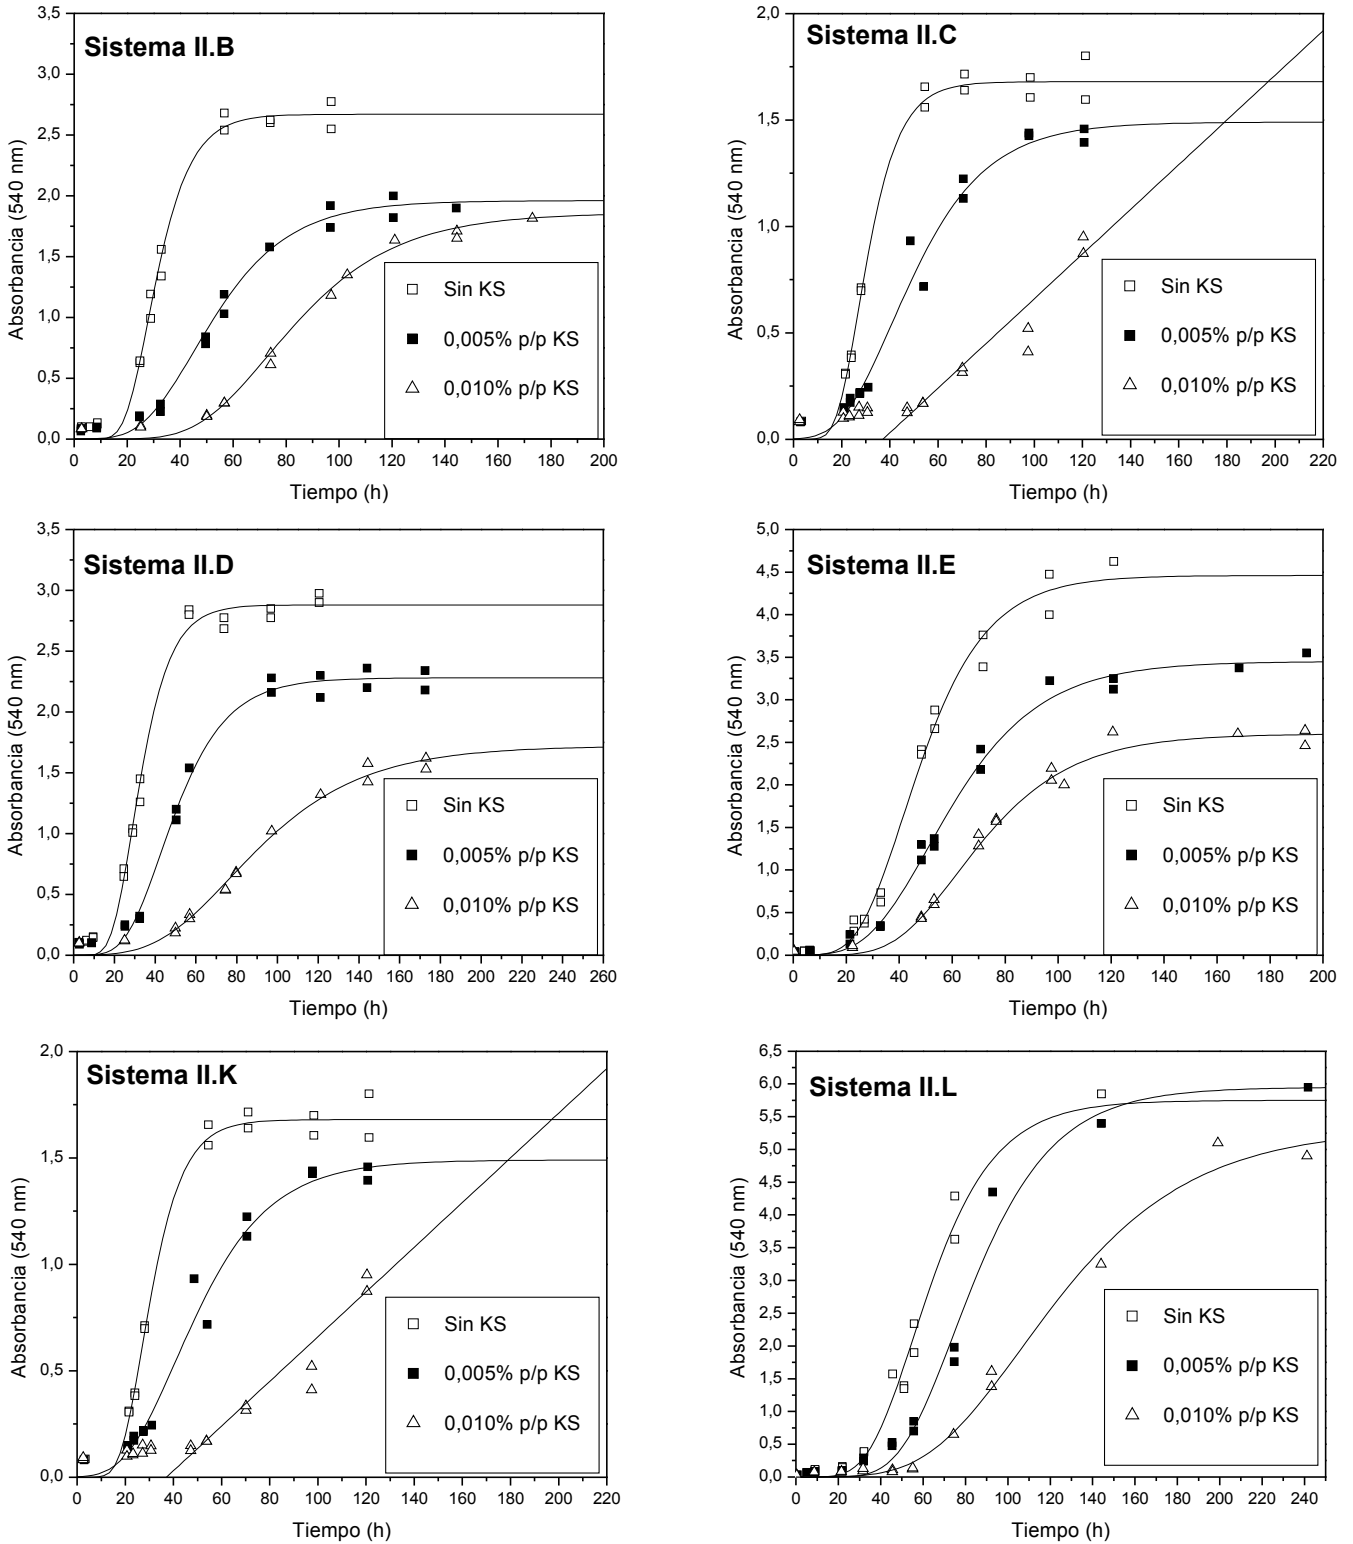 Sistema II.B
Absorbancia (540 nm)
3,5
3,0
2,5
2,0
1,5
1,0
0,5
0,0
Sin KS
0,005% p/p KS
0,010% p/p KS
0 20 40 60 80 100 120 140 160 180 200
Tiempo (h)
Sistema II.C
Absorbancia (540 nm)
2,0
1,5
1,0
0,5
0,0
Sin KS
0,005% p/p KS
0,010% p/p KS
0 20 40 60 80 100 120 140 160 180 200 220
Tiempo (h)
Sistema II.D
Absorbancia (540 nm)
3,5
3,0
2,5
2,0
1,5
1,0
0,5
0,0
Sin KS
0,005% p/p KS
0,010% p/p KS
0 20 40 60 80 100 120 140 160 180 200 220 240 260
Tiempo (h)
Sistema II.E
Absorbancia (540 nm)
5,0
4,5
4,0
3,5
3,0
2,5
2,0
1,5
1,0
0,5
0,0
Sin KS
0,005% p/p KS
0,010% p/p KS
0 20 40 60 80 100 120 140 160 180 200
Tiempo (h)
Sistema II.K
Absorbancia (540 nm)
2,0
1,5
1,0
0,5
0,0
Sin KS
0,005% p/p KS
0,010% p/p KS
0 20 40 60 80 100 120 140 160 180 200 220
Tiempo (h)
Sistema II.L
Absorbancia (540 nm)
6,5
6,0
5,5
5,0
4,5
4,0
3,5
3,0
2,5
2,0
1,5
1,0
0,5
0,0
Sin KS
0,005% p/p KS
0,010% p/p KS
0 20 40 60 80 100 120 140 160 180 200 220 240
Tiempo (h)